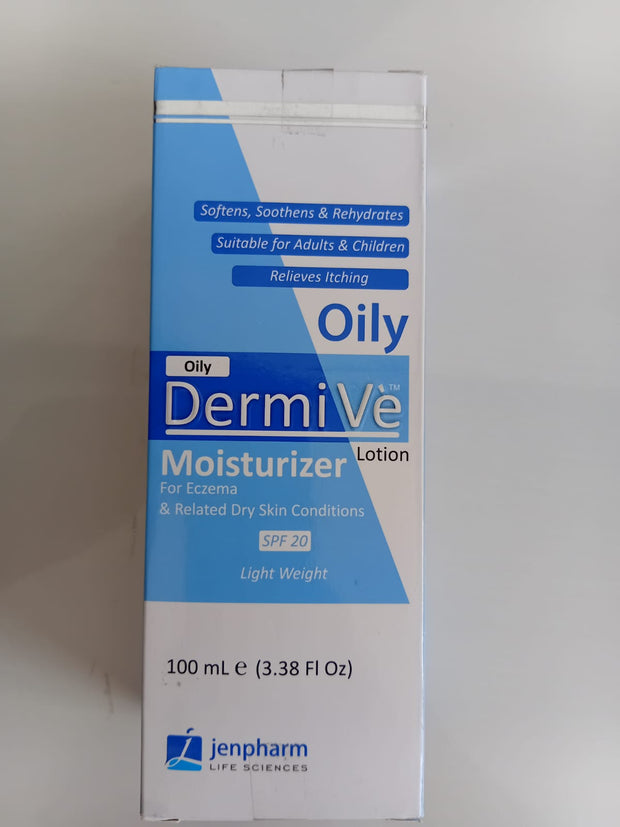 Softens, Soothens & Rehydrates
Suitable for Adults & Children
Relieves Itching
Oily
Oily
DermiVè™
Lotion
Moisturizer
For Eczema
& Related Dry Skin Conditions
SPF 20
Light Weight
100 mL e (3.38 Fl Oz)
jenpharm
LIFE SCIENCES